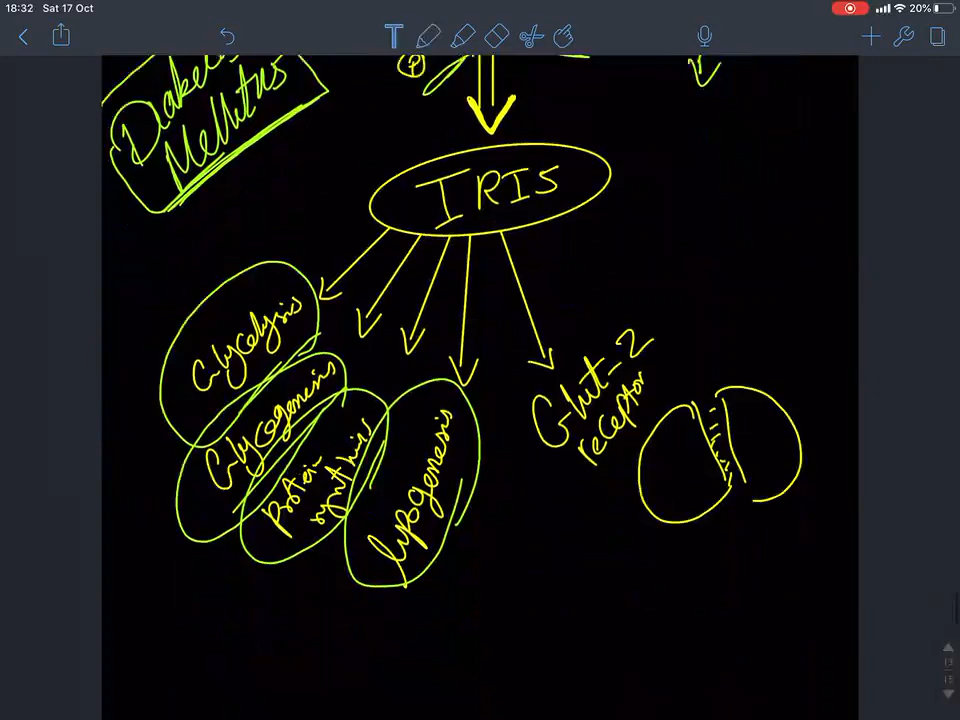 18:32 Sat 17 Oct
20%
Diabetes
Mellitus
P
IRIS
Glycolysis
Glycogenesis
Protein
synthesis
lipogenesis
Glut-2
receptor